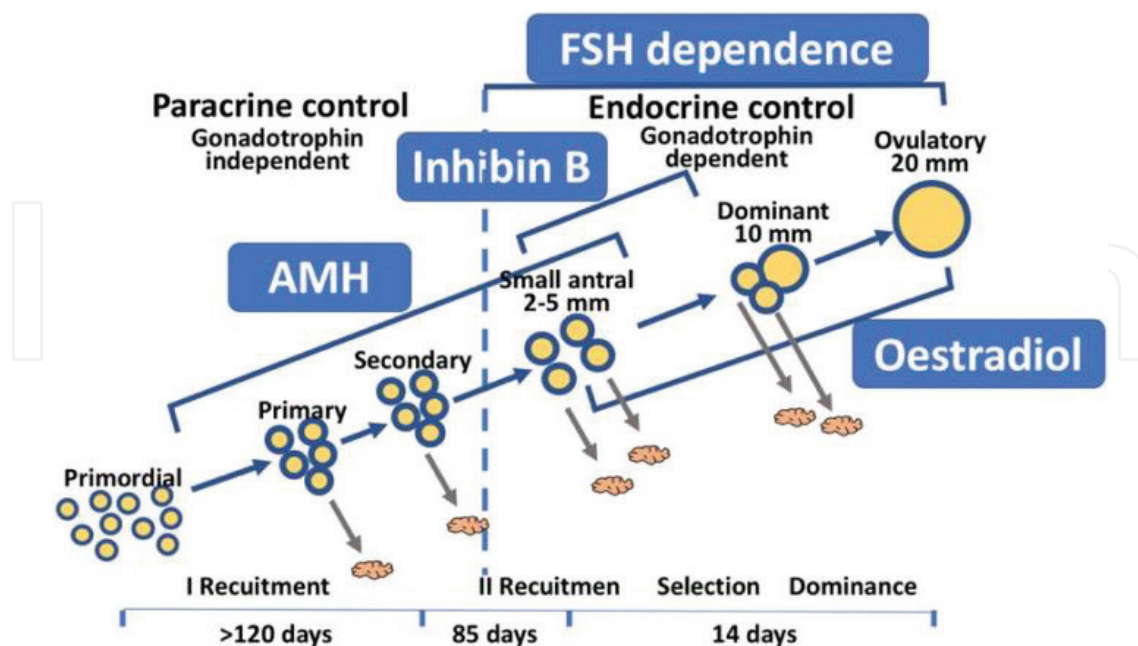 FSH dependence
Paracrine control
Gonadotrophin
independent
Endocrine control
Gonadotrophin
dependent
Ovulatory
20 mm
Inhibin B
Dominant
10 mm
AMH
Small antral
2-5 mm
Oestradiol
Secondary
Primary
Primordial
I Recuitment
II Recuitmen
Selection
Dominance
>120 days
85 days
14 days